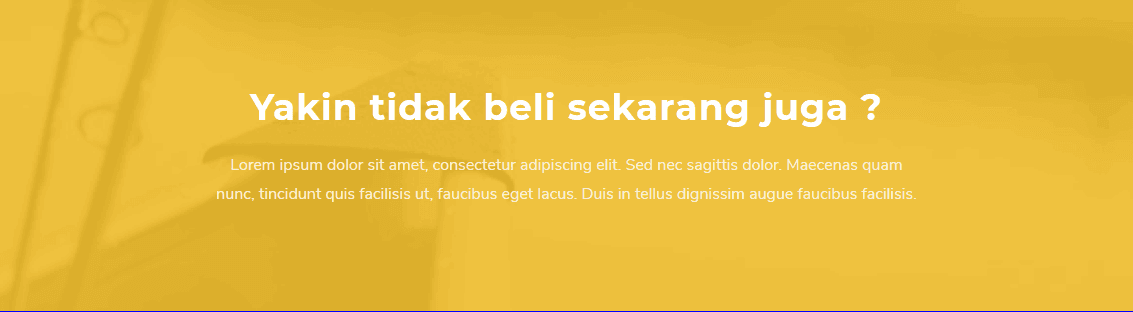 Yakin tidak beli sekarang juga ?
Lorem ipsum dolor sit amet, consectetur adipiscing elit. Sed nec sagittis dolor. Maecenas quam
nunc, tincidunt quis facilisis ut, faucibus eget lacus. Duis in tellus dignissim augue faucibus facilisis.